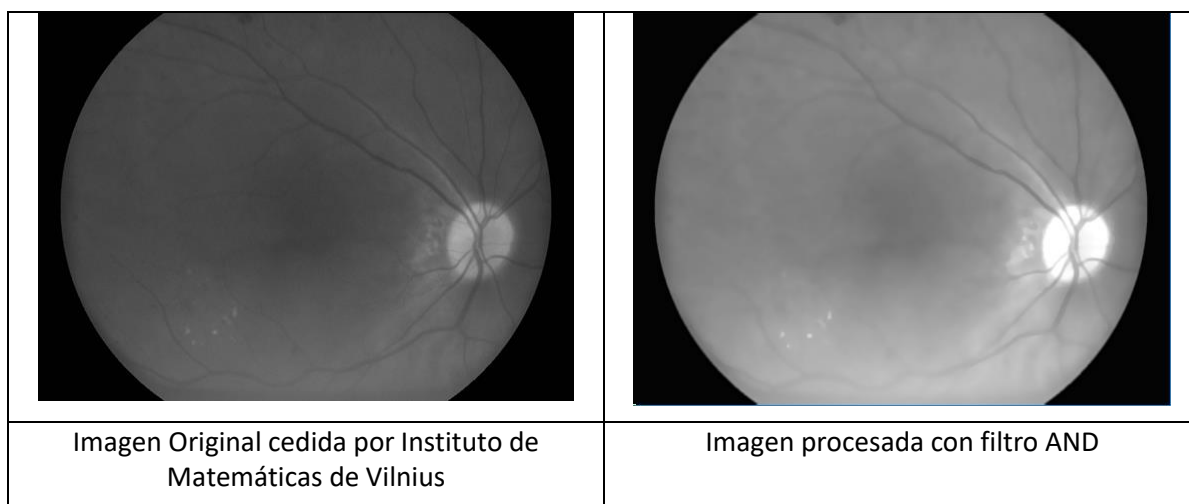 Imagen Original cedida por Instituto de
Matemáticas de Vilnius
Imagen procesada con filtro AND